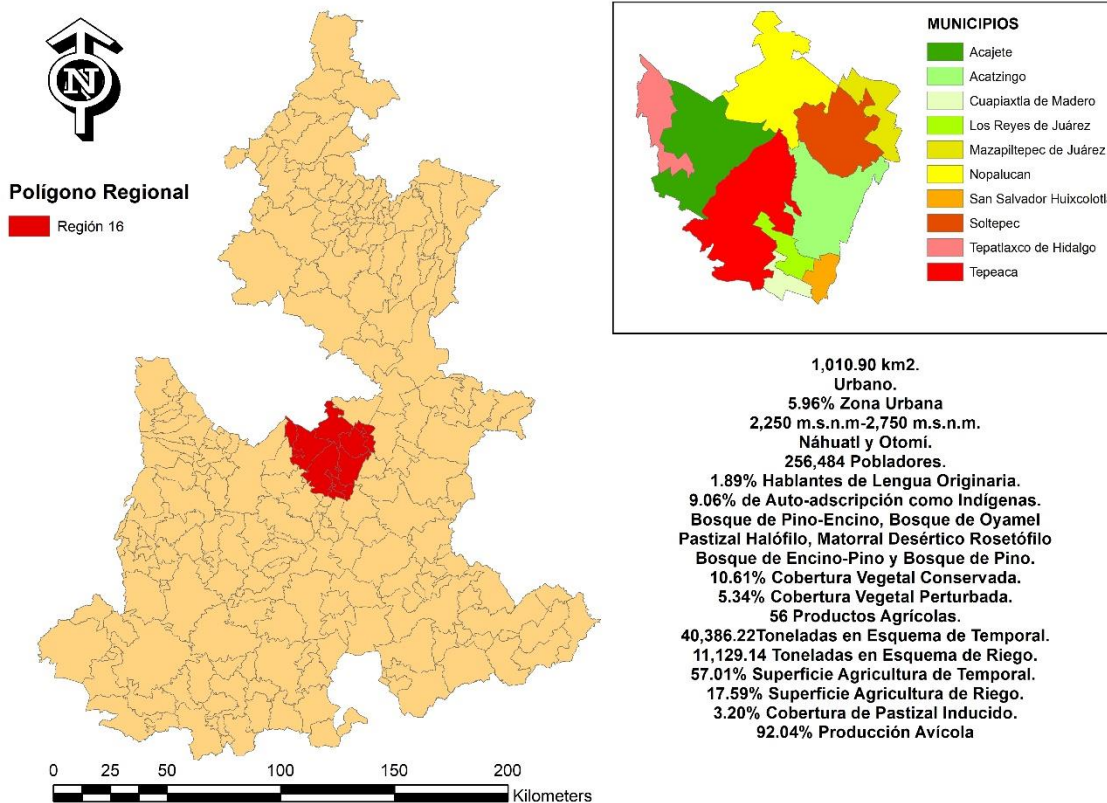 N
Polígono Regional
Región 16
0 25 50 100 150 200
Kilometers
MUNICIPIOS
Acajete
Acatzingo
Cuapiaxtla de Madero
Los Reyes de Juárez
Mazapiltepec de Juárez
Nopalucan
San Salvador Huixcolotl
Soltepec
Tepatlaxco de Hidalgo
Tepeaca
1,010.90 km2.
Urbano.
5.96% Zona Urbana
2,250 m.s.n.m-2,750 m.s.n.m.
Náhuatl y Otomí.
256,484 Pobladores.
1.89% Hablantes de Lengua Originaria.
9.06% de Auto-adscripción como Indígenas.
Bosque de Pino-Encino, Bosque de Oyamel
Pastizal Halófilo, Matorral Desértico Rosetófilo
Bosque de Encino-Pino y Bosque de Pino.
10.61% Cobertura Vegetal Conservada.
5.34% Cobertura Vegetal Perturbada.
56 Productos Agrícolas.
40,386.22Toneladas en Esquema de Temporal.
11,129.14 Toneladas en Esquema de Riego.
57.01% Superficie Agricultura de Temporal.
17.59% Superficie Agricultura de Riego.
3.20% Cobertura de Pastizal Inducido.
92.04% Producción Avícola